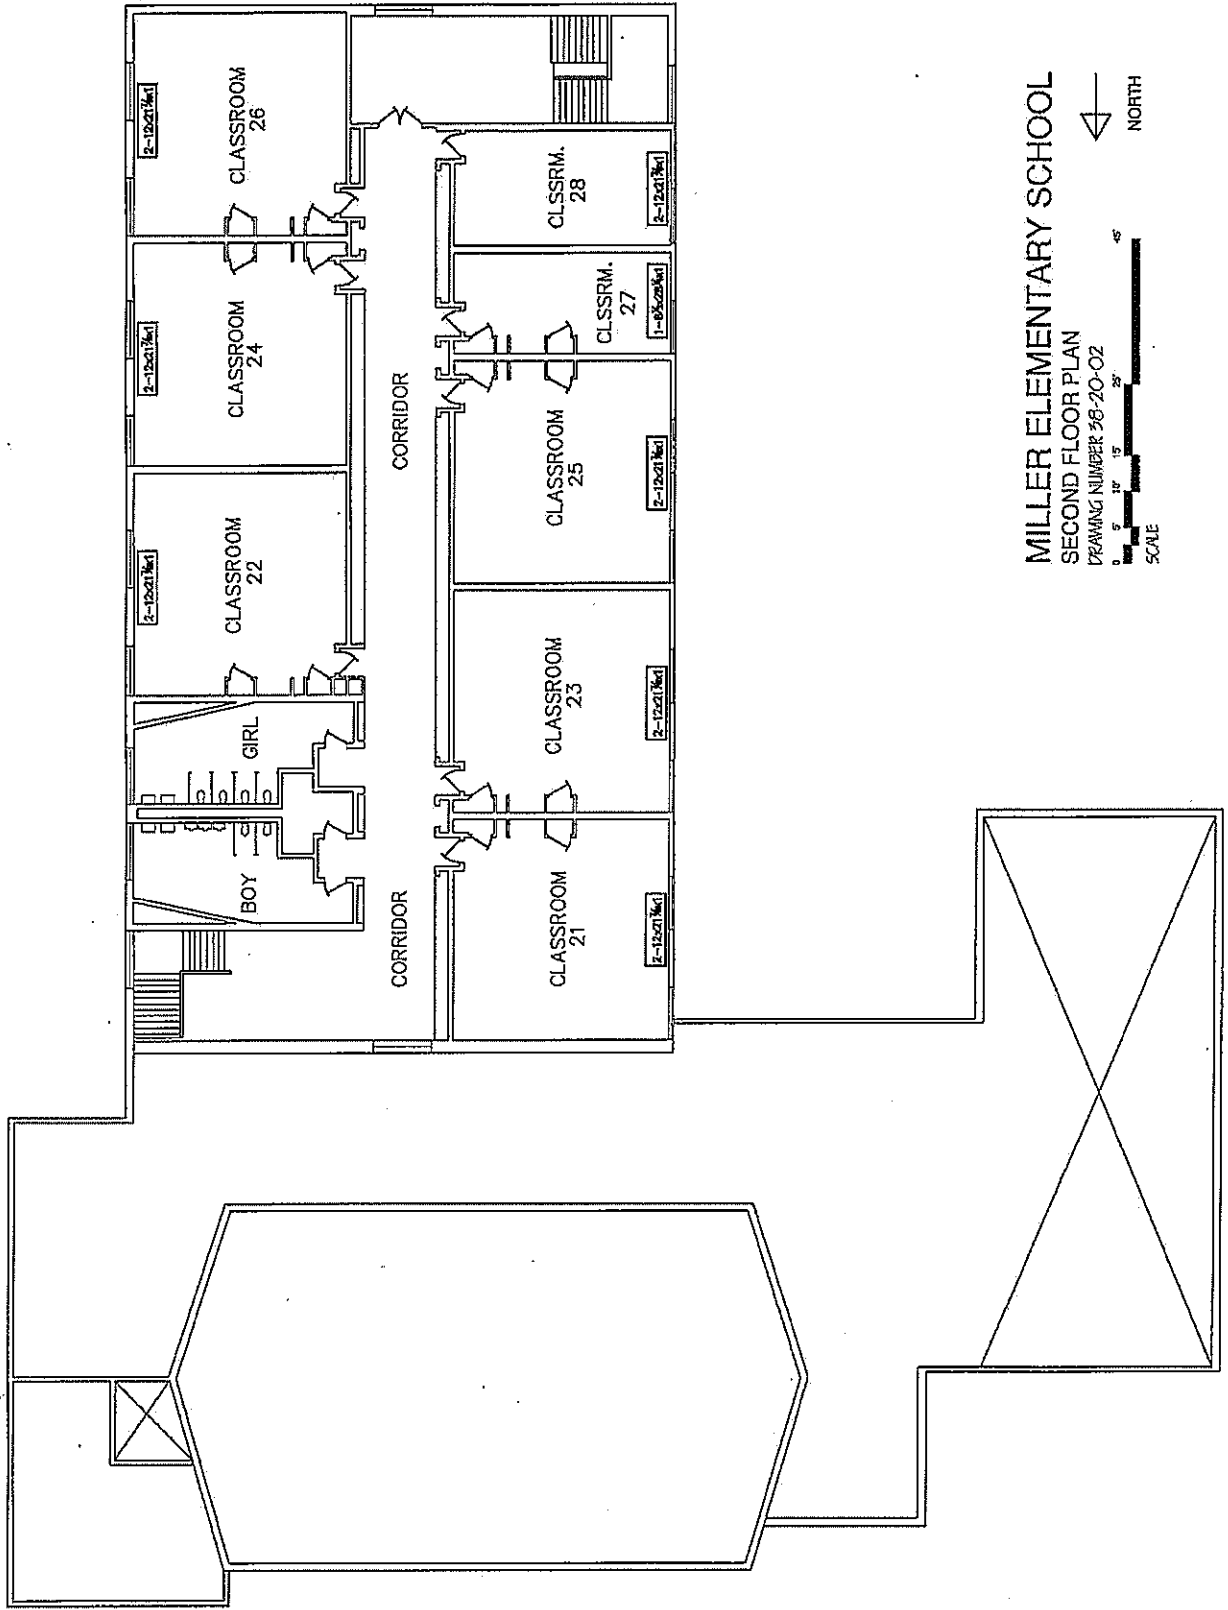 MILLER ELEMENTARY SCHOOL
SECOND FLOOR PLAN
DRAWING NUMBER 38-20-02
0 5' 10' 15' 25' 45'
SCALE
NORTH
CLASSROOM
22
CLASSROOM
24
CLASSROOM
26
BOY
GIRL
CORRIDOR
CORRIDOR
CLASSROOM
21
CLASSROOM
23
CLASSROOM
25
CLSSRM.
27
CLSSRM.
28